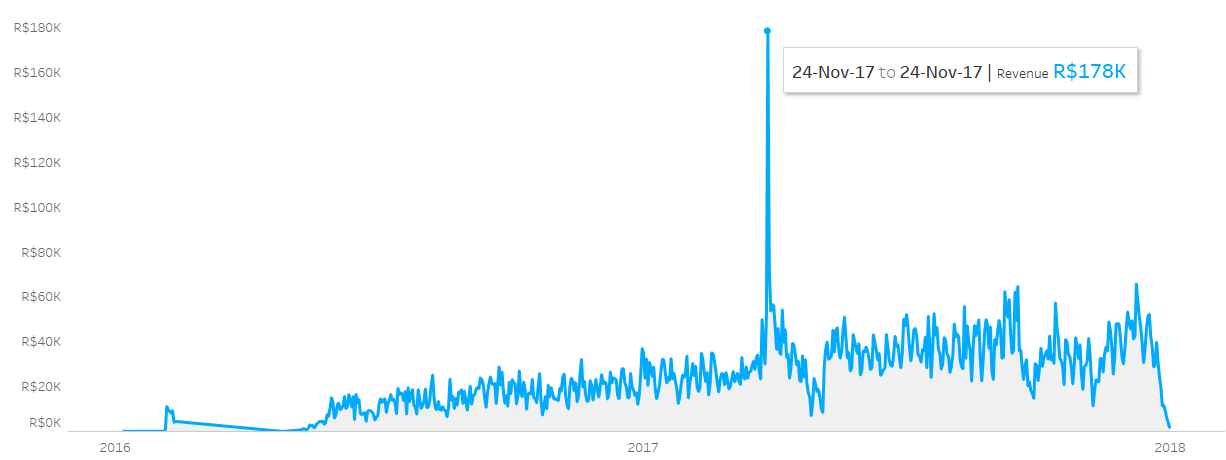 R$180K
R$160K
24-Nov-17 to 24-Nov-17 | Revenue R$178K
R$140K
R$120K
R$100K
R$80K
R$60K
R$40K
R$20K
R$0K
2016 2017 2018